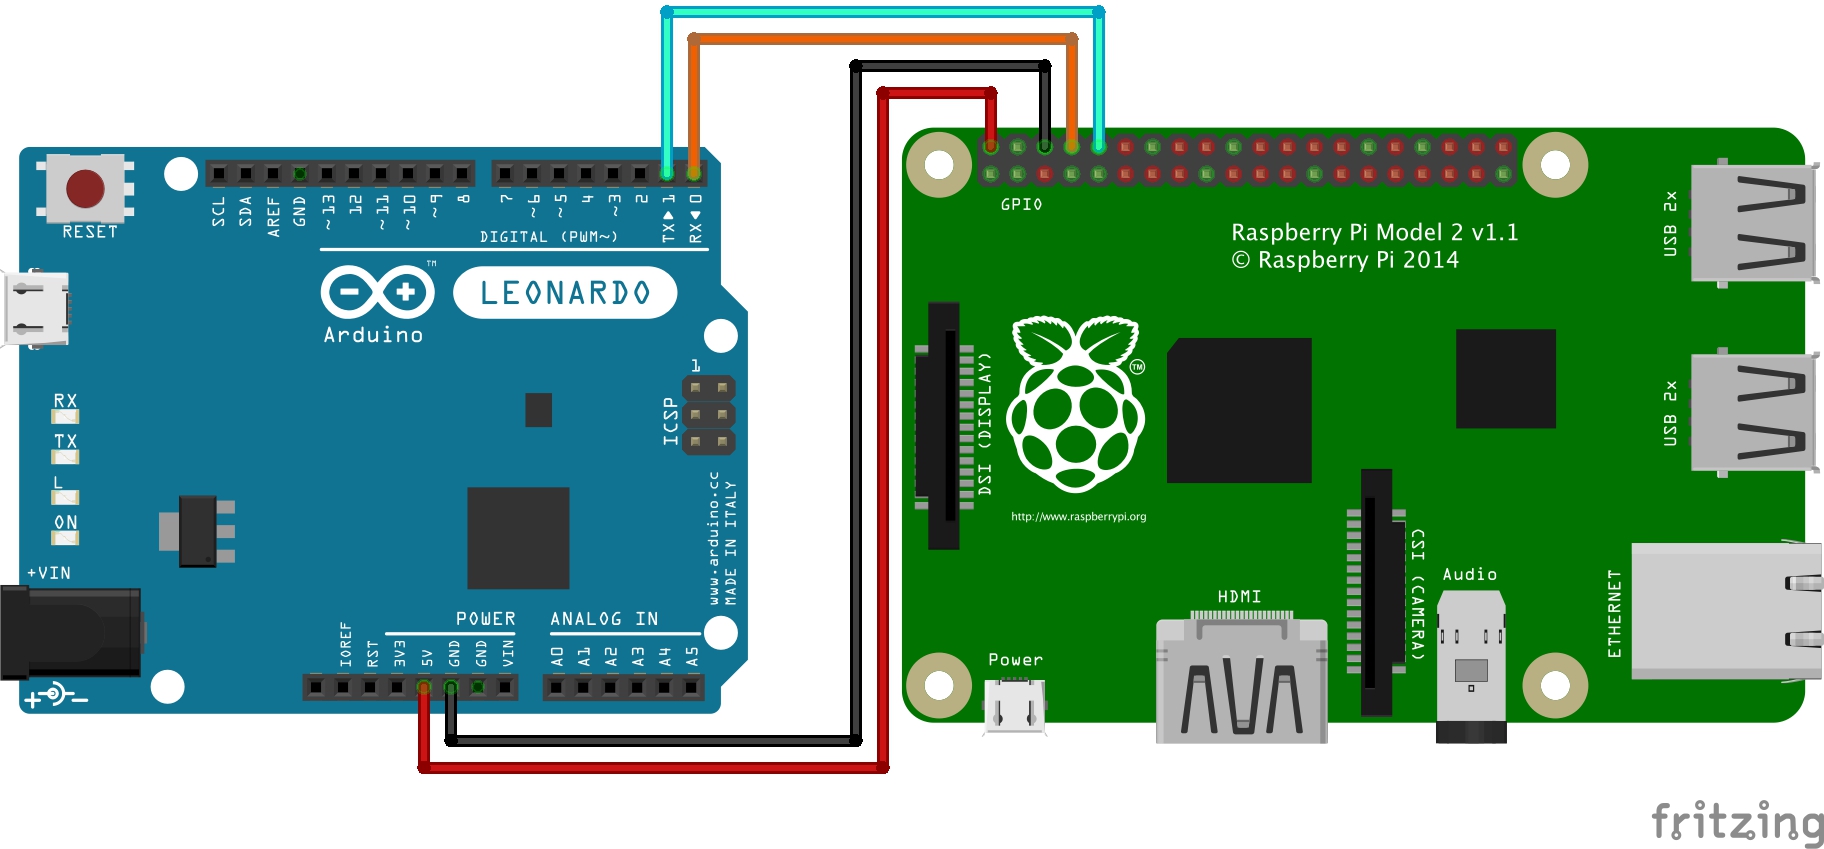 RESET
SCL
SDA
AREF
GND
~13
12
~11
~10
~9
8
7
~6
~5
4
~3
2
TX▶1
RX◀0
DIGITAL (PWM~)
TM
LEONARDO
Arduino
RX
TX
L
ON
+VIN
1
ICSP
www.arduino.cc
MADE IN ITALY
POWER
ANALOG IN
IOREF
RST
3V3
5V
GND
GND
VIN
A0
A1
A2
A3
A4
A5
GPIO
Raspberry Pi Model 2 v1.1
© Raspberry Pi 2014
USB 2x
USB 2x
DSI (DISPLAY)
TM
http://www.raspberrypi.org
CSI (CAMERA)
Audio
HDMI
Power
ETHERNET
fritzing